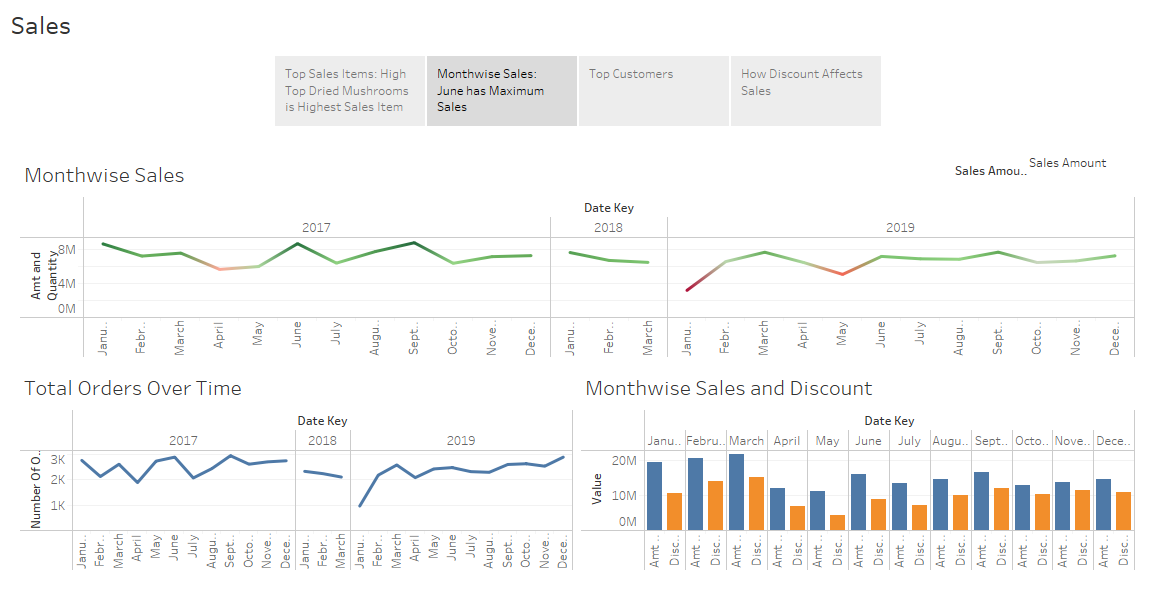 Sales
Top Sales Items: High
Top Dried Mushrooms
is Highest Sales Item
Monthwise Sales:
June has Maximum
Sales
Top Customers
How Discount Affects
Sales
Monthwise Sales
Sales Amou..
Sales Amount
Date Key
2017
2018
2019
Amt and
Quantity
8M
4M
0M
Janu..
Febr..
March
April
May
June
July
Augu..
Sept..
Octo..
Nove..
Dece..
Janu..
Febr..
March
Janu..
Febr..
March
April
May
June
July
Augu..
Sept..
Octo..
Nove..
Dece..
Total Orders Over Time
Date Key
2017
2018
2019
Number Of O..
3K
2K
1K
Janu..
Febr..
March
April
May
June
July
Augu..
Sept..
Octo..
Nove..
Dece..
Janu..
Febr..
March
Janu..
Febr..
March
April
May
June
July
Augu..
Sept..
Octo..
Nove..
Dece..
Monthwise Sales and Discount
Date Key
Janu..
Febru..
March
April
May
June
July
Augu..
Sept..
Octo..
Nove..
Dece..
Value
20M
10M
0M
Amt ..
Disc..
Amt ..
Disc..
Amt ..
Disc..
Amt ..
Disc..
Amt ..
Disc..
Amt ..
Disc..
Amt ..
Disc..
Amt ..
Disc..
Amt ..
Disc..
Amt ..
Disc..
Amt ..
Disc..
Amt ..
Disc..